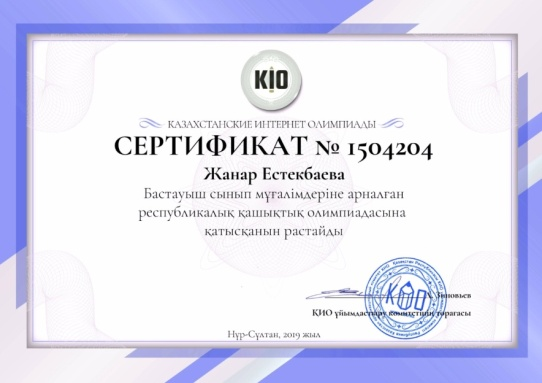 КІО
КАЗАХСТАНСКИЕ ИНТЕРНЕТ ОЛИМПИАДЫ
СЕРТИФИКАТ № 1504204
Жанар Естекбаева
Бастауыш сынып мұғалімдеріне арналған
республикалық қашықтық олимпиадасына
қатысқанын растайды
Зиновьев
ҚИО ұйымдастыру комитетінің төрағасы
Нұр-Сұлтан, 2019 жыл